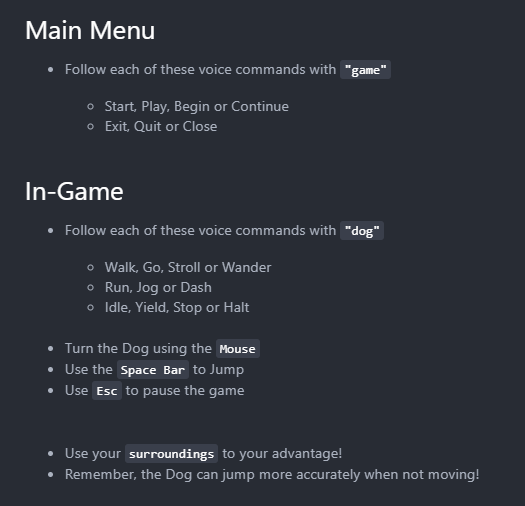 Main Menu
Follow each of these voice commands with "game"
Start, Play, Begin or Continue
Exit, Quit or Close
In-Game
Follow each of these voice commands with "dog"
Walk, Go, Stroll or Wander
Run, Jog or Dash
Idle, Yield, Stop or Halt
Turn the Dog using the Mouse
Use the Space Bar to Jump
Use Esc to pause the game
Use your surroundings to your advantage!
Remember, the Dog can jump more accurately when not moving!